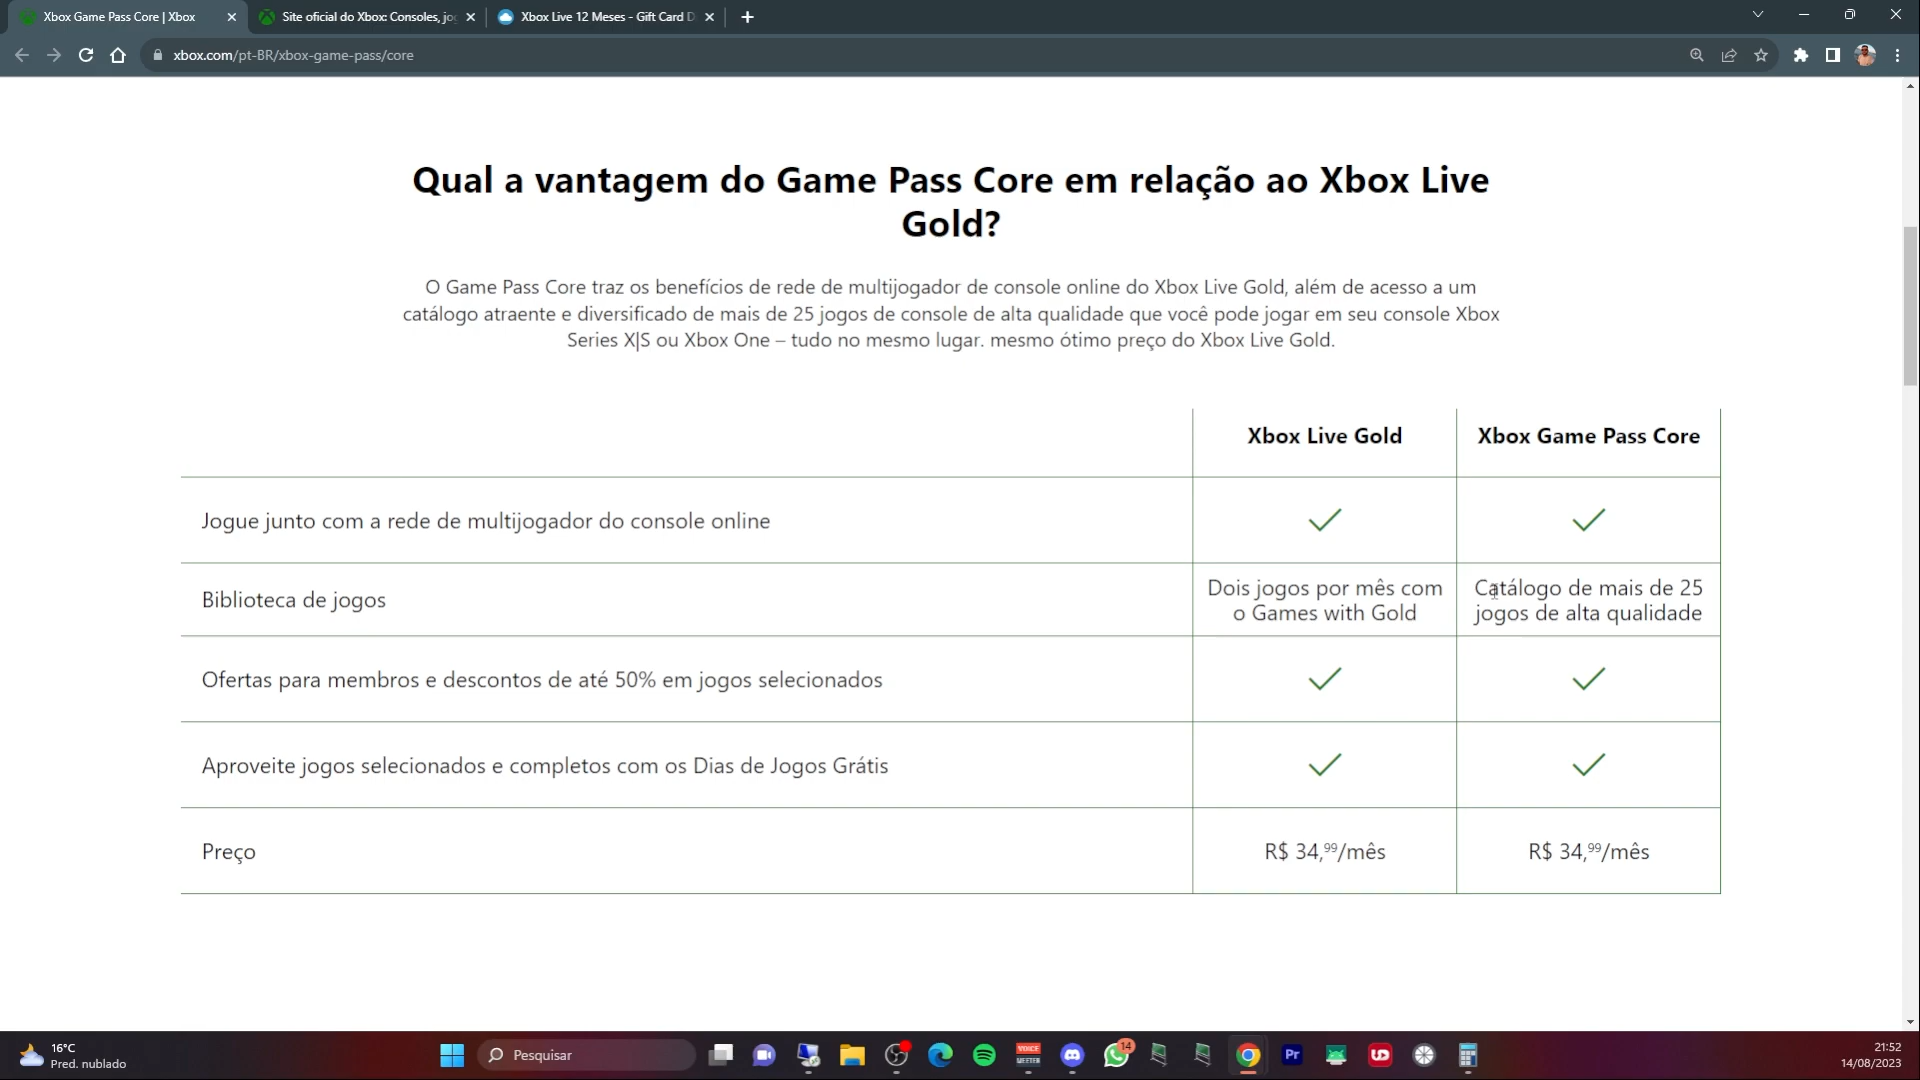 Xbox Game Pass Core | Xbox
Site oficial do Xbox: Consoles, jo
Xbox Live 12 Meses - Gift Card D
xbox.com/pt-BR/xbox-game-pass/core
Qual a vantagem do Game Pass Core em relação ao Xbox Live
Gold?
O Game Pass Core traz os benefícios de rede de multijogador de console online do Xbox Live Gold, além de acesso a um
catálogo atraente e diversificado de mais de 25 jogos de console de alta qualidade que você pode jogar em seu console Xbox
Series X|S ou Xbox One – tudo no mesmo lugar. mesmo ótimo preço do Xbox Live Gold.
Xbox Live Gold
Xbox Game Pass Core
Jogue junto com a rede de multijogador do console online
Biblioteca de jogos
Dois jogos por mês com
o Games with Gold
Catálogo de mais de 25
jogos de alta qualidade
Ofertas para membros e descontos de até 50% em jogos selecionados
Aproveite jogos selecionados e completos com os Dias de Jogos Grátis
Preço
R$ 34,99/mês
R$ 34,99/mês
16°C
Pred. nublado
Pesquisar
VOICE
MEETER
14
Pr
UD
21:52
14/08/2023